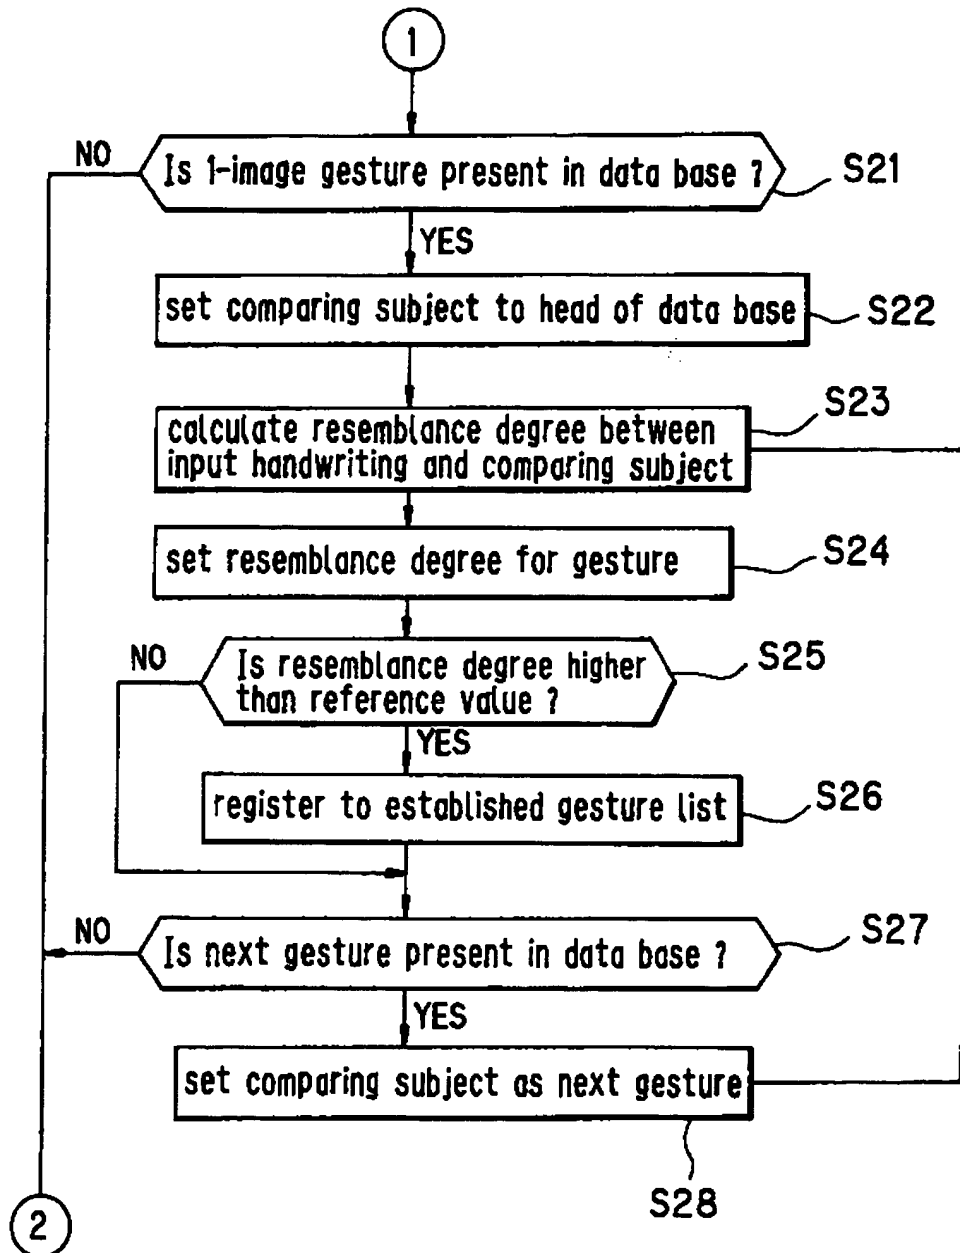 1
NO
Is 1-image gesture present in data base ?
S21
YES
set comparing subject to head of data base
S22
calculate resemblance degree between
input handwriting and comparing subject
S23
set resemblance degree for gesture
S24
NO
Is resemblance degree higher
than reference value ?
S25
YES
register to established gesture list
S26
NO
Is next gesture present in data base ?
S27
YES
set comparing subject as next gesture
S28
2